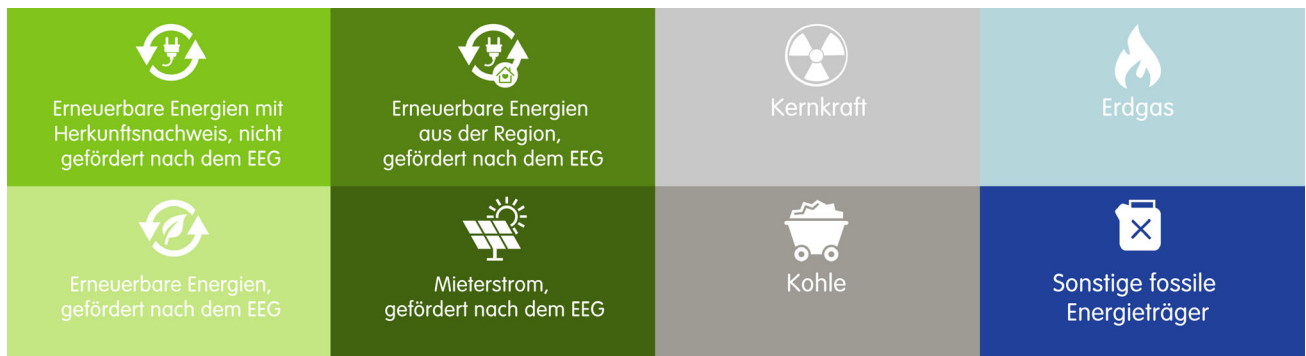 Erneuerbare Energien mit
Herkunftsnachweis, nicht
gefördert nach dem EEG
Erneuerbare Energien
aus der Region,
gefördert nach dem EEG
Kernkraft
Erdgas
Erneuerbare Energien,
gefördert nach dem EEG
Mieterstrom,
gefördert nach dem EEG
Kohle
Sonstige fossile
Energieträger